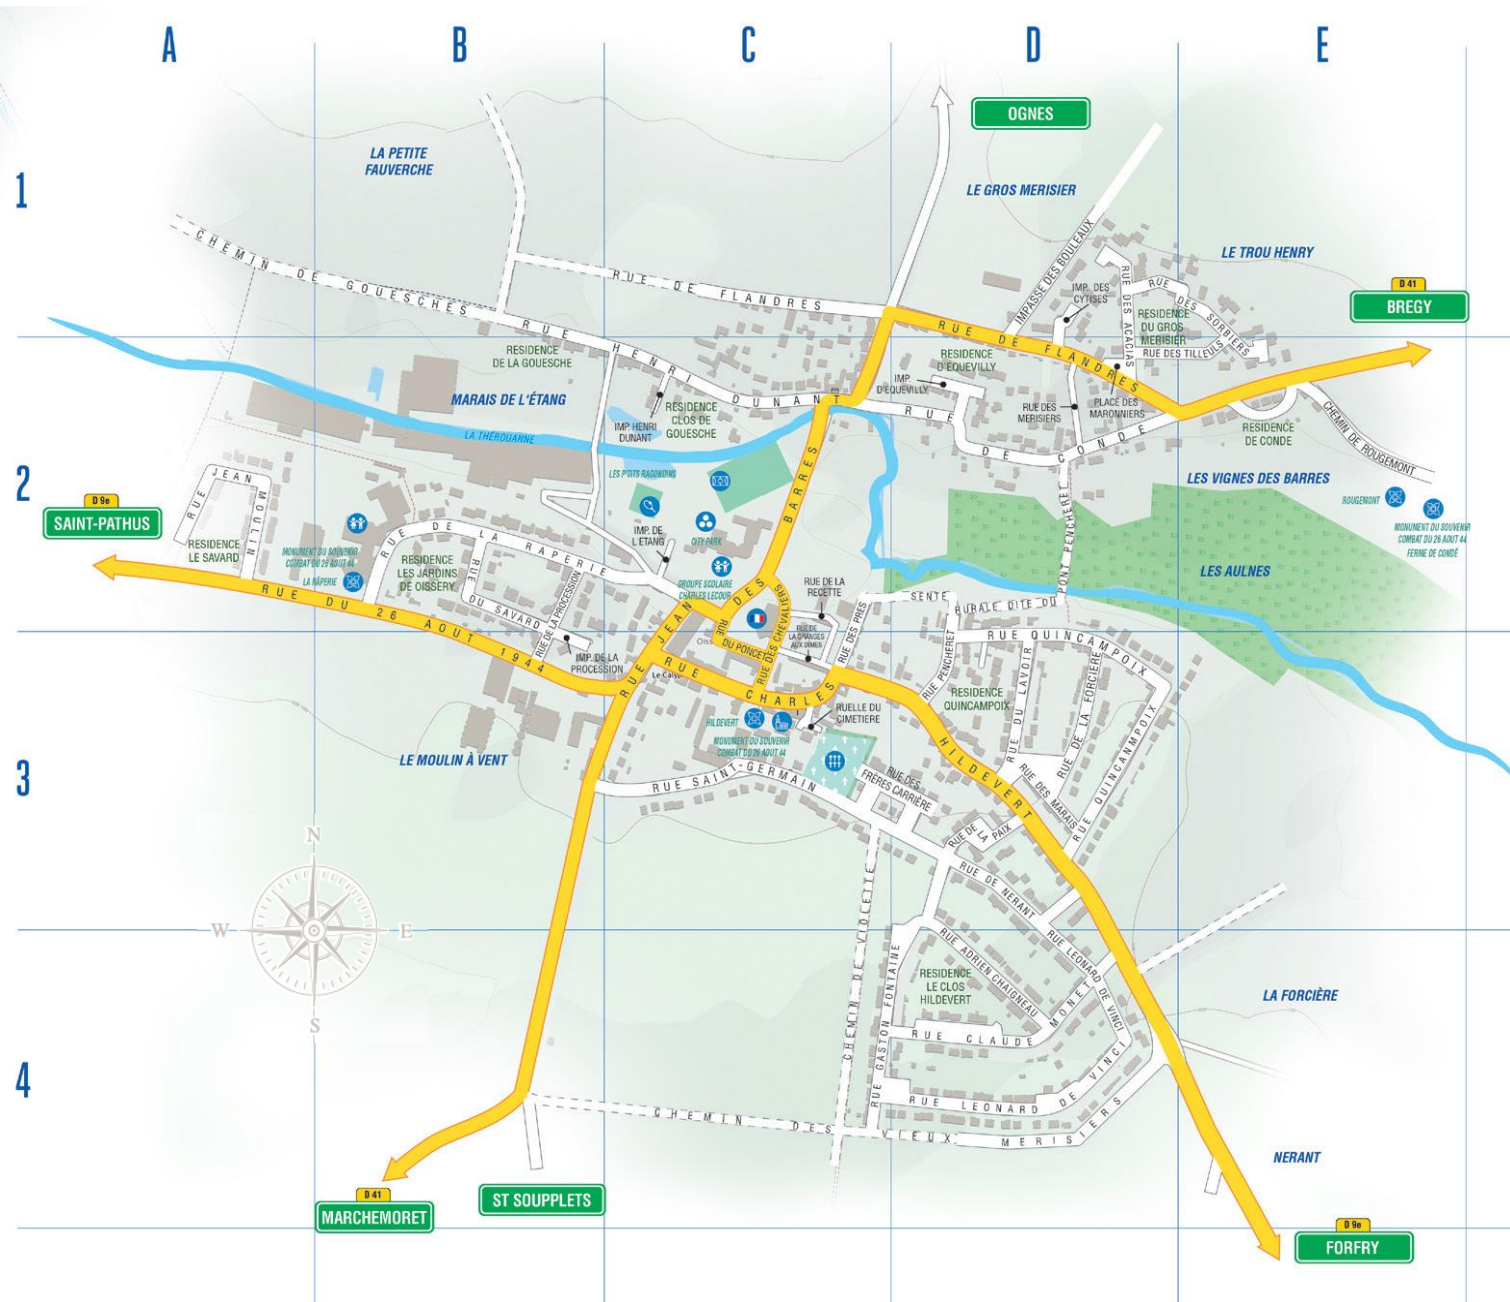 A
B
C
D
E
1
2
3
4
OGNES
LA PETITE
FAUVERCHE
LE GROS MERISIER
LE TROU HENRY
D 41
BREGY
CHEMIN DE GOUESCHES
RUE DE FLANDRES
IMPASSE DES BOULEAUX
IMP. DES
CYTISES
RUE DES ACACIAS
RUE DES SORBIERS
RESIDENCE
DU GROS
MERISIER
RUE DES TILLEULS
RUE DE FLANDRES
RUE HENRI DUNANT
RESIDENCE
DE LA GOUESCHE
RESIDENCE
D'EQUEVILLY
IMP.
D'EQUEVILLY
MARAIS DE L'ÉTANG
RESIDENCE
CLOS DE
GOUESCHE
IMP. HENRI
DUNANT
RUE DES
MERISIERS
PLACE DES
MARONNIERS
RUE DE CONDE
RESIDENCE
DE CONDE
CHEMIN DE ROUGEMONT
LA THÉROUANNE
LES P'TITS RAGONDINS
LES VIGNES DES BARRES
ROUGEMONT
MONUMENT DU SOUVENIR
COMBAT DU 26 AOUT 44
FERME DE CONDÉ
D 9e
SAINT-PATHUS
RUE JEAN MOULIN
RESIDENCE
LE SAVARD
MONUMENT DU SOUVENIR
COMBAT DU 26 AOUT 44
LA RÂPERIE
RUE DE LA RAPERIE
RESIDENCE
LES JARDINS
DE OISSERY
RUE DU SAVARD
RUE DE LA PROCESSION
IMP. DE LA
PROCESSION
IMP. DE
L'ETANG
CITY PARK
GROUPE SCOLAIRE
CHARLES LECOUR
RUE DES BARRES
PONT PENCHERET
LES AULNES
RUE DE LA
RECETTE
RUE DE
LA GRANGES
AUX DIMES
RUE DES PRES
SENTE RURALE DITE DU
RUE DU 26 AOUT 1944
RUE JEAN
Oiss
RUE
DU PONCET
RUE DES CHEVALIERS
Le Caiss
RUE CHARLES HILDEVERT
RUE PENCHERET
RUE QUINCAMPOIX
RESIDENCE
QUINCAMPOIX
RUE DU LAVOIR
RUE DE LA FORCIERE
RUE QUINCANMPOIX
RUE DES MARAIS
HILDEVERT
MONUMENT DU SOUVENIR
COMBAT DU 26 AOUT 44
RUELLE DU
CIMETIERE
LE MOULIN À VENT
RUE SAINT-GERMAIN
RUE DES
FRÈRES CARRIÈRE
RUE DE
LA PAIX
RUE DE NERANT
N
W
E
S
CHEMIN DE VIOLETTE
RUE GASTON FONTAINE
RUE ADRIEN CHAIGNEAU
RUE LEONARD DE VINCI
RESIDENCE
LE CLOS
HILDEVERT
RUE CLAUDE MONET
RUE LEONARD DE VINCI
LA FORCIÈRE
CHEMIN DES VIEUX MERISIERS
NERANT
D 41
MARCHEMORET
ST SOUPPLETS
D 9e
FORFRY